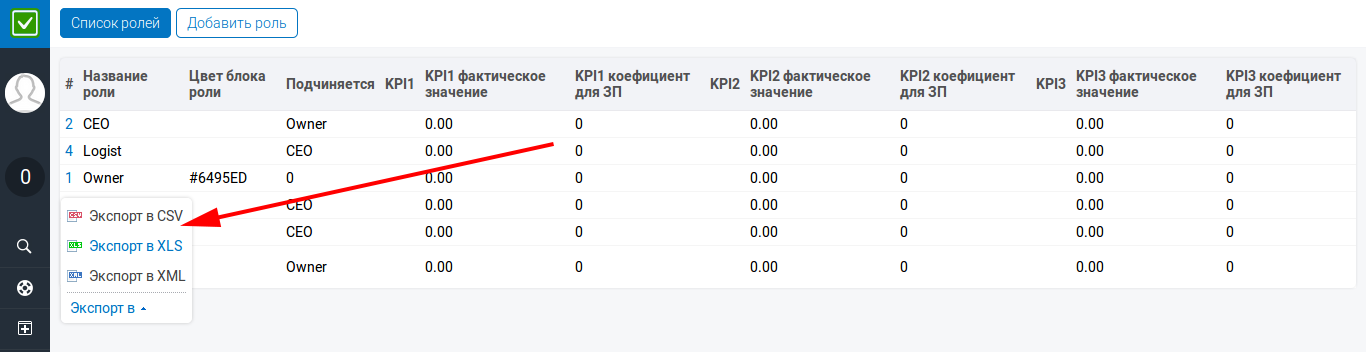 Список ролей Добавить роль
# Название роли Цвет блока роли Подчиняется KPI1 KPI1 фактическое значение KPI1 коефициент для ЗП KPI2 KPI2 фактическое значение KPI2 коефициент для ЗП KPI3 KPI3 фактическое значение KPI3 коефициент для ЗП
2 CEO Owner 0.00 0 0.00 0 0.00 0
4 Logist CEO 0.00 0 0.00 0 0.00 0
1 Owner #6495ED 0 0.00 0 0.00 0 0.00 0
0
CEO 0.00 0 0.00 0 0.00 0
CEO 0.00 0 0.00 0 0.00 0
Owner 0.00 0 0.00 0 0.00 0
Экспорт в CSV
XLS Экспорт в XLS
Экспорт в XML
Экспорт в